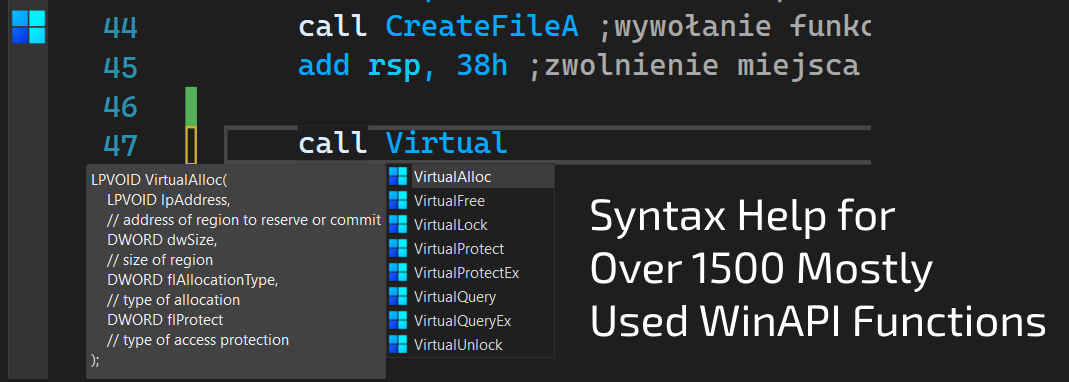 44 call CreateFileA ;wywołanie funkc
45 add rsp, 38h ;zwolnienie miejsca
46
47 call Virtual
LPVOID VirtualAlloc(
LPVOID lpAddress,
// address of region to reserve or commit
DWORD dwSize,
// size of region
DWORD flAllocationType,
// type of allocation
DWORD flProtect
// type of access protection
);
VirtualAlloc
VirtualFree
VirtualLock
VirtualProtect
VirtualProtectEx
VirtualQuery
VirtualQueryEx
VirtualUnlock
Syntax Help for
Over 1500 Mostly
Used WinAPI Functions